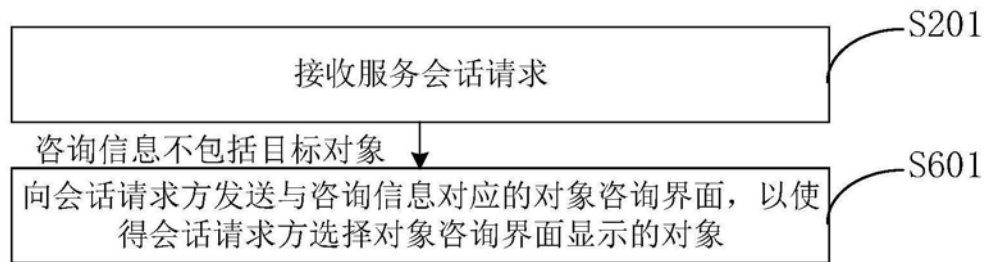 S201
接收服务会话请求
咨询信息不包括目标对象
S601
向会话请求方发送与咨询信息对应的对象咨询界面，以使
得会话请求方选择对象咨询界面显示的对象